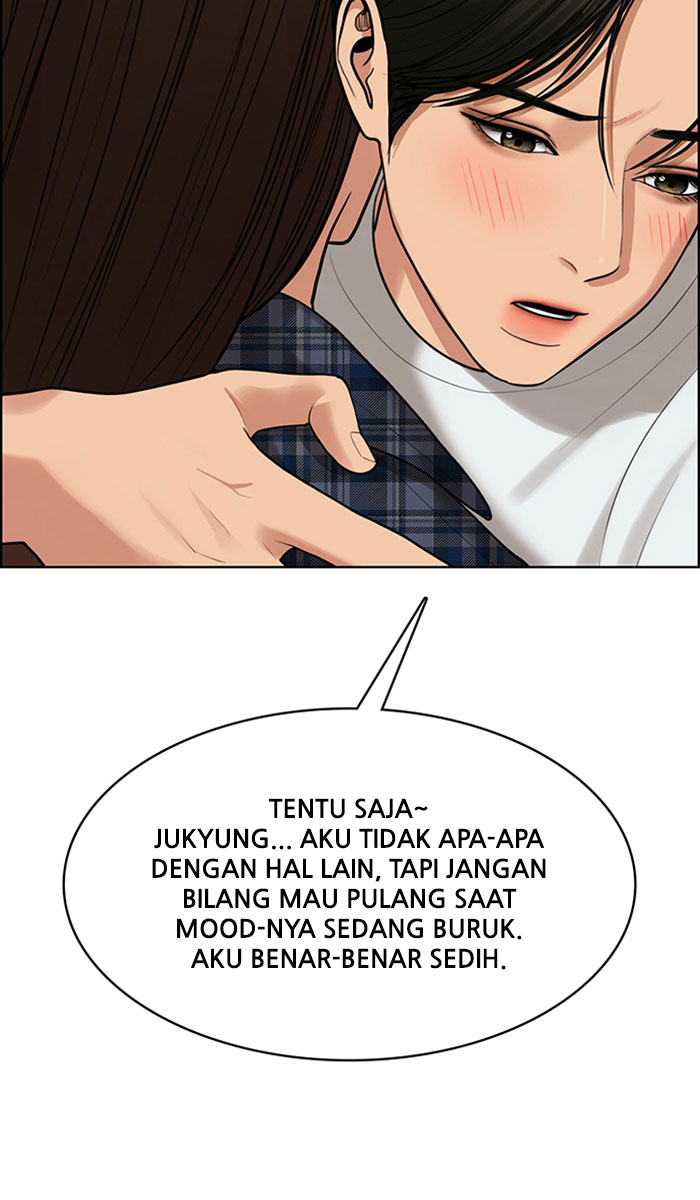 TENTU SAJA~
JUKYUNG... AKU TIDAK APA-APA
DENGAN HAL LAIN, TAPI JANGAN
BILANG MAU PULANG SAAT
MOOD-NYA SEDANG BURUK.
AKU BENAR-BENAR SEDIH.